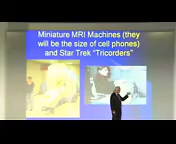 Miniature MRI Machines (they
will be the size of cell phones)
and Star Trek "Tricorders"